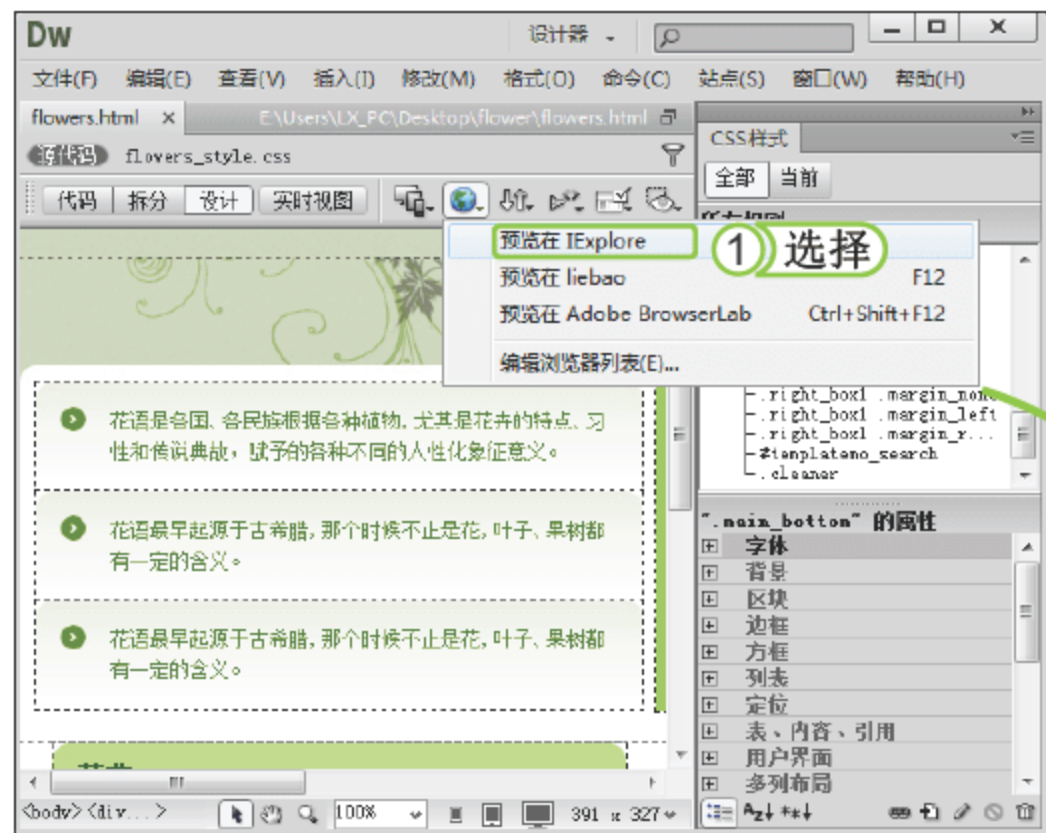 Dw 设计器
文件(F) 编辑(E) 查看(V) 插入(I) 修改(M) 格式(O) 命令(C) 站点(S) 窗口(W) 帮助(H)
flowers.html × E:\Users\LX_PC\Desktop\flower\flowers.html
源代码 flowers_style.css
代码 拆分 设计 实时视图
预览在 IExplore
① 选择
预览在 liebao F12
预览在 Adobe BrowserLab Ctrl+Shift+F12
编辑浏览器列表(E)...
花语是各国、各民族根据各种植物,尤其是花卉的特点、习
性和传说典故,赋予的各种不同的人性化象征意义。
花语最早起源于古希腊,那个时候不止是花,叶子、果树都
有一定的含义。
花语最早起源于古希腊,那个时候不止是花,叶子、果树都
有一定的含义。
<body> <div...> 100% 391 x 327
CSS样式
全部 当前
所有规则
.right_box1 .margin_none
.right_box1 .margin_left
.right_box1 .margin_r...
#templatemo_search
.cleaner
".main_botton" 的属性
字体
背景
区块
边框
方框
列表
定位
表、内容、引用
用户界面
多列布局